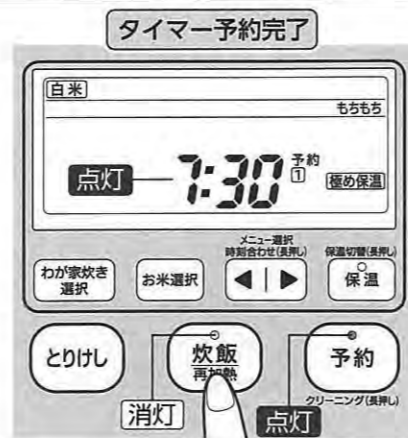 タイマー予約完了
白米
もちもち
点灯
7:30
予約
1
極め保温
メニュー選択
時刻合わせ(長押し)
保温切替(長押し)
わが家炊き
選択
お米選択
◀ | ▶
保温
とりけし
炊飯
再加熱
予約
クリーニング(長押し)
消灯
点灯